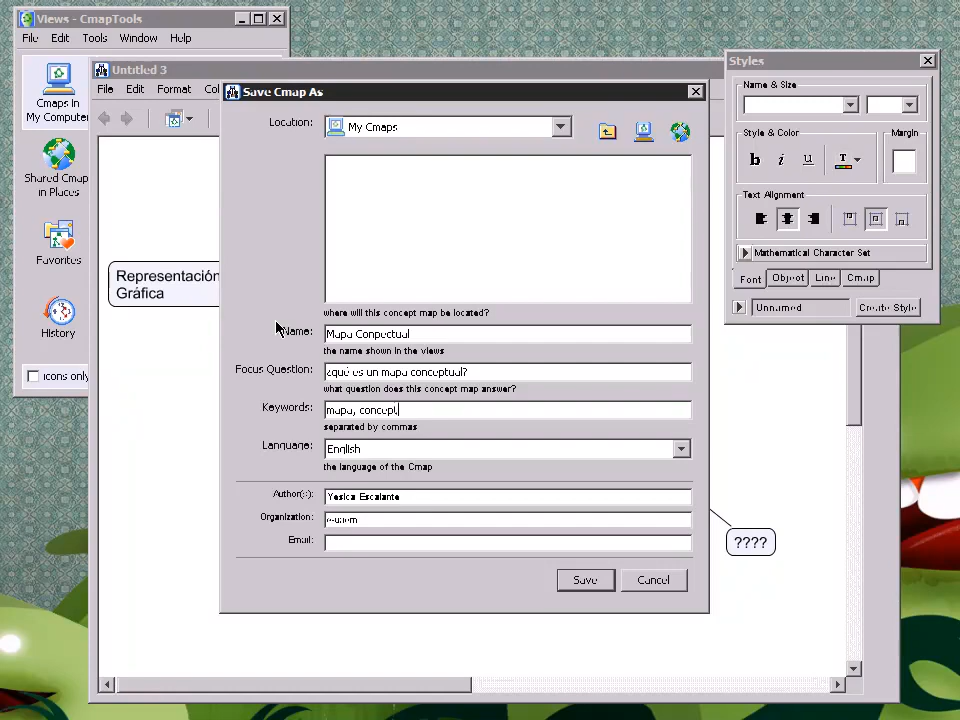 Views - CmapTools
File Edit Tools Window Help
Cmaps In
My Computer
Shared Cmap
in Places
Favorites
History
icons only
Untitled 3
File Edit Format
Representación
Gráfica
????
Save Cmap As
Location: My Cmaps
where will this concept map be located?
Name: Mapa Conpectual
the name shown in the views
Focus Question: ¿qué es un mapa conceptual?
what question does this concept map answer?
Keywords: mapa, concept
separated by commas
Language: English
the language of the Cmap
Author(s): Yesica Escalante
Organization:
Email:
Save Cancel
Styles
Name & Size
Style & Color Margin
b i u T
Text Alignment
Mathematical Character Set
Font Object Line Cmap
Unnamed Create Style